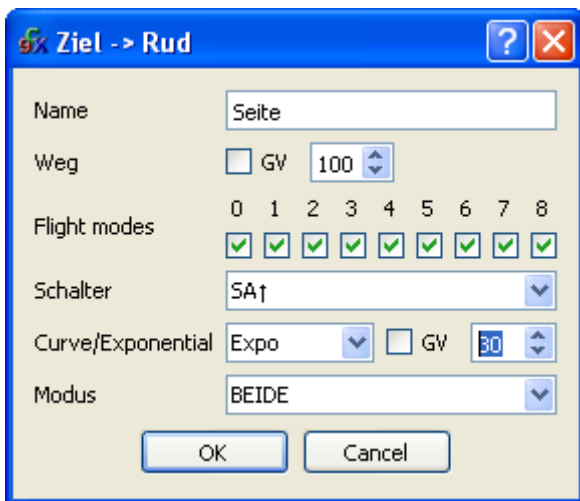 9x Ziel -> Rud
Name Seite
Weg GV 100
0 1 2 3 4 5 6 7 8
Flight modes
Schalter SA↑
Curve/Exponential Expo GV 30
Modus BEIDE
OK Cancel